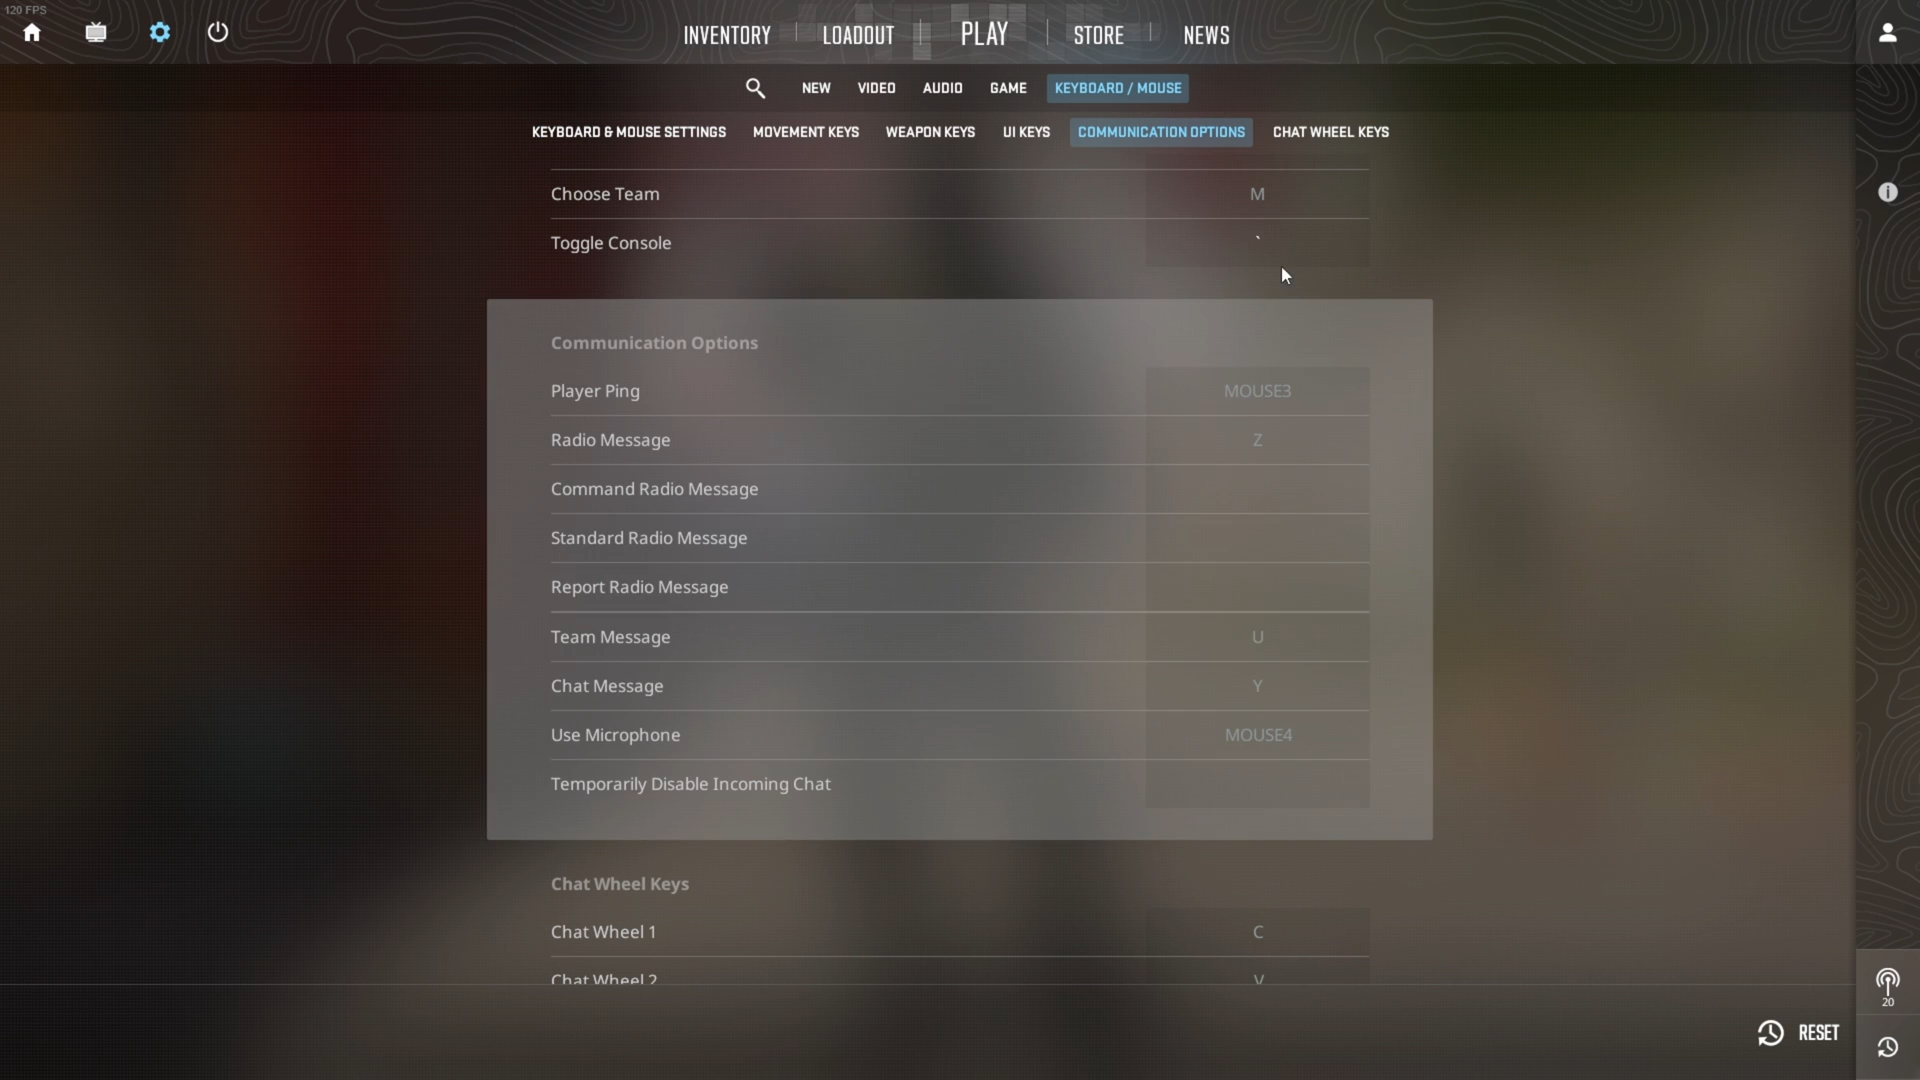 120 FPS
INVENTORY LOADOUT PLAY STORE NEWS
NEW VIDEO AUDIO GAME KEYBOARD / MOUSE
KEYBOARD & MOUSE SETTINGS MOVEMENT KEYS WEAPON KEYS UI KEYS COMMUNICATION OPTIONS CHAT WHEEL KEYS
Choose Team M
Toggle Console `
Communication Options
Player Ping MOUSE3
Radio Message Z
Command Radio Message
Standard Radio Message
Report Radio Message
Team Message U
Chat Message Y
Use Microphone MOUSE4
Temporarily Disable Incoming Chat
Chat Wheel Keys
Chat Wheel 1 C
Chat Wheel 2 V
20
RESET